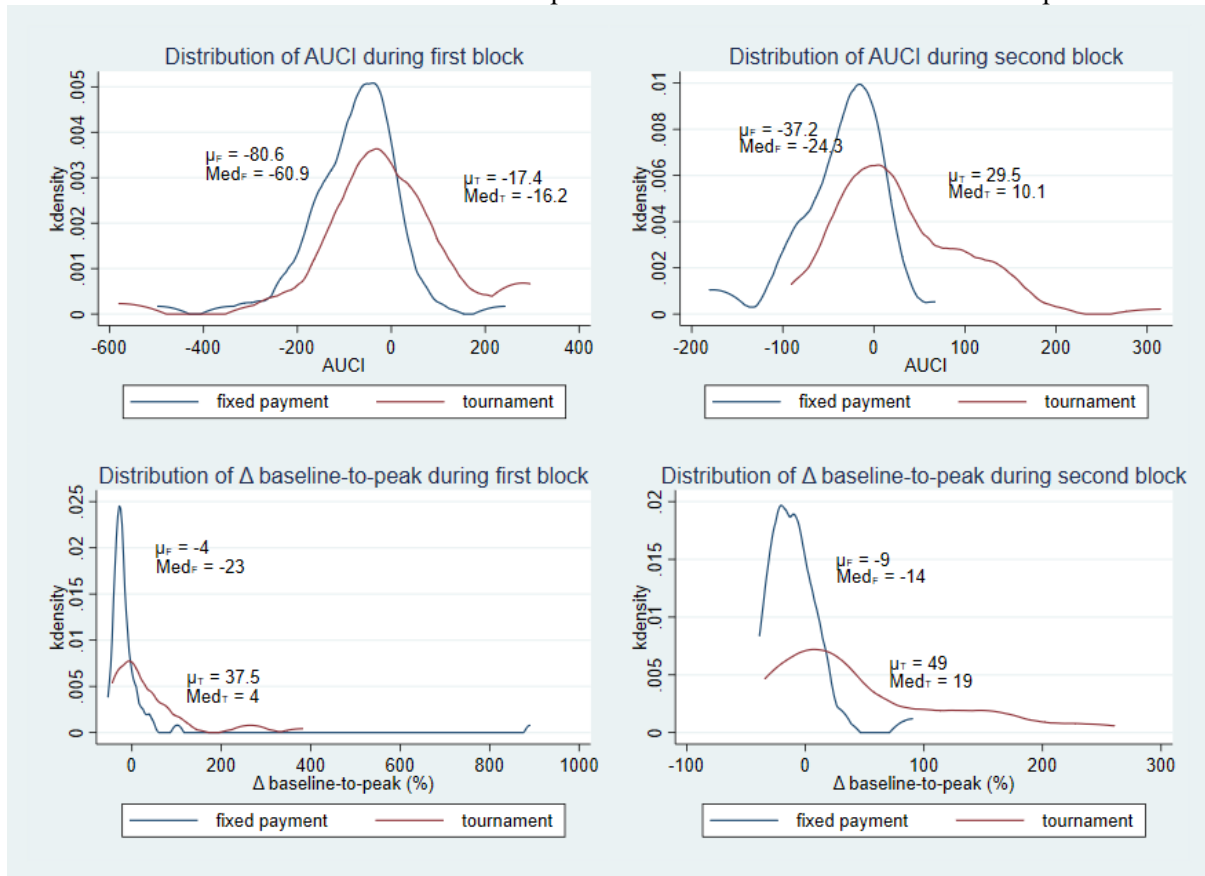 Distribution of AUCI during first block
kdensity
.005
.004
.003
.002
.001
0
μF = -80.6
MedF = -60.9
μT = -17.4
MedT = -16.2
-600 -400 -200 0 200 400
AUCI
fixed payment tournament
Distribution of AUCI during second block
kdensity
.01
.008
.006
.004
.002
0
μF = -37.2
MedF = -24.3
μT = 29.5
MedT = 10.1
-200 -100 0 100 200 300
AUCI
fixed payment tournament
Distribution of Δ baseline-to-peak during first block
kdensity
.025
.02
.015
.01
.005
0
μF = -4
MedF = -23
μT = 37.5
MedT = 4
0 200 400 600 800 1000
Δ baseline-to-peak (%)
fixed payment tournament
Distribution of Δ baseline-to-peak during second block
kdensity
.02
.015
.01
.005
0
μF = -9
MedF = -14
μT = 49
MedT = 19
-100 0 100 200 300
Δ baseline-to-peak (%)
fixed payment tournament